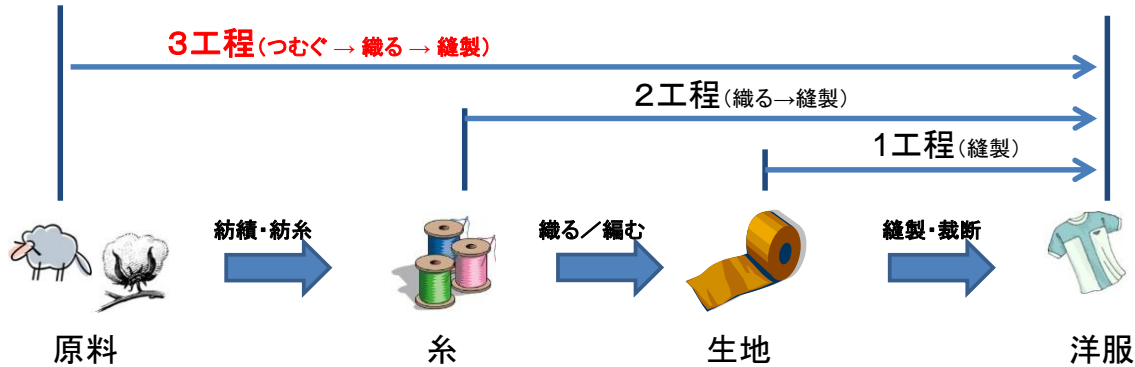 ３工程(つむぐ → 織る → 縫製)
２工程(織る→縫製)
１工程(縫製)
紡績・紡糸
織る／編む
縫製・裁断
原料
糸
生地
洋服